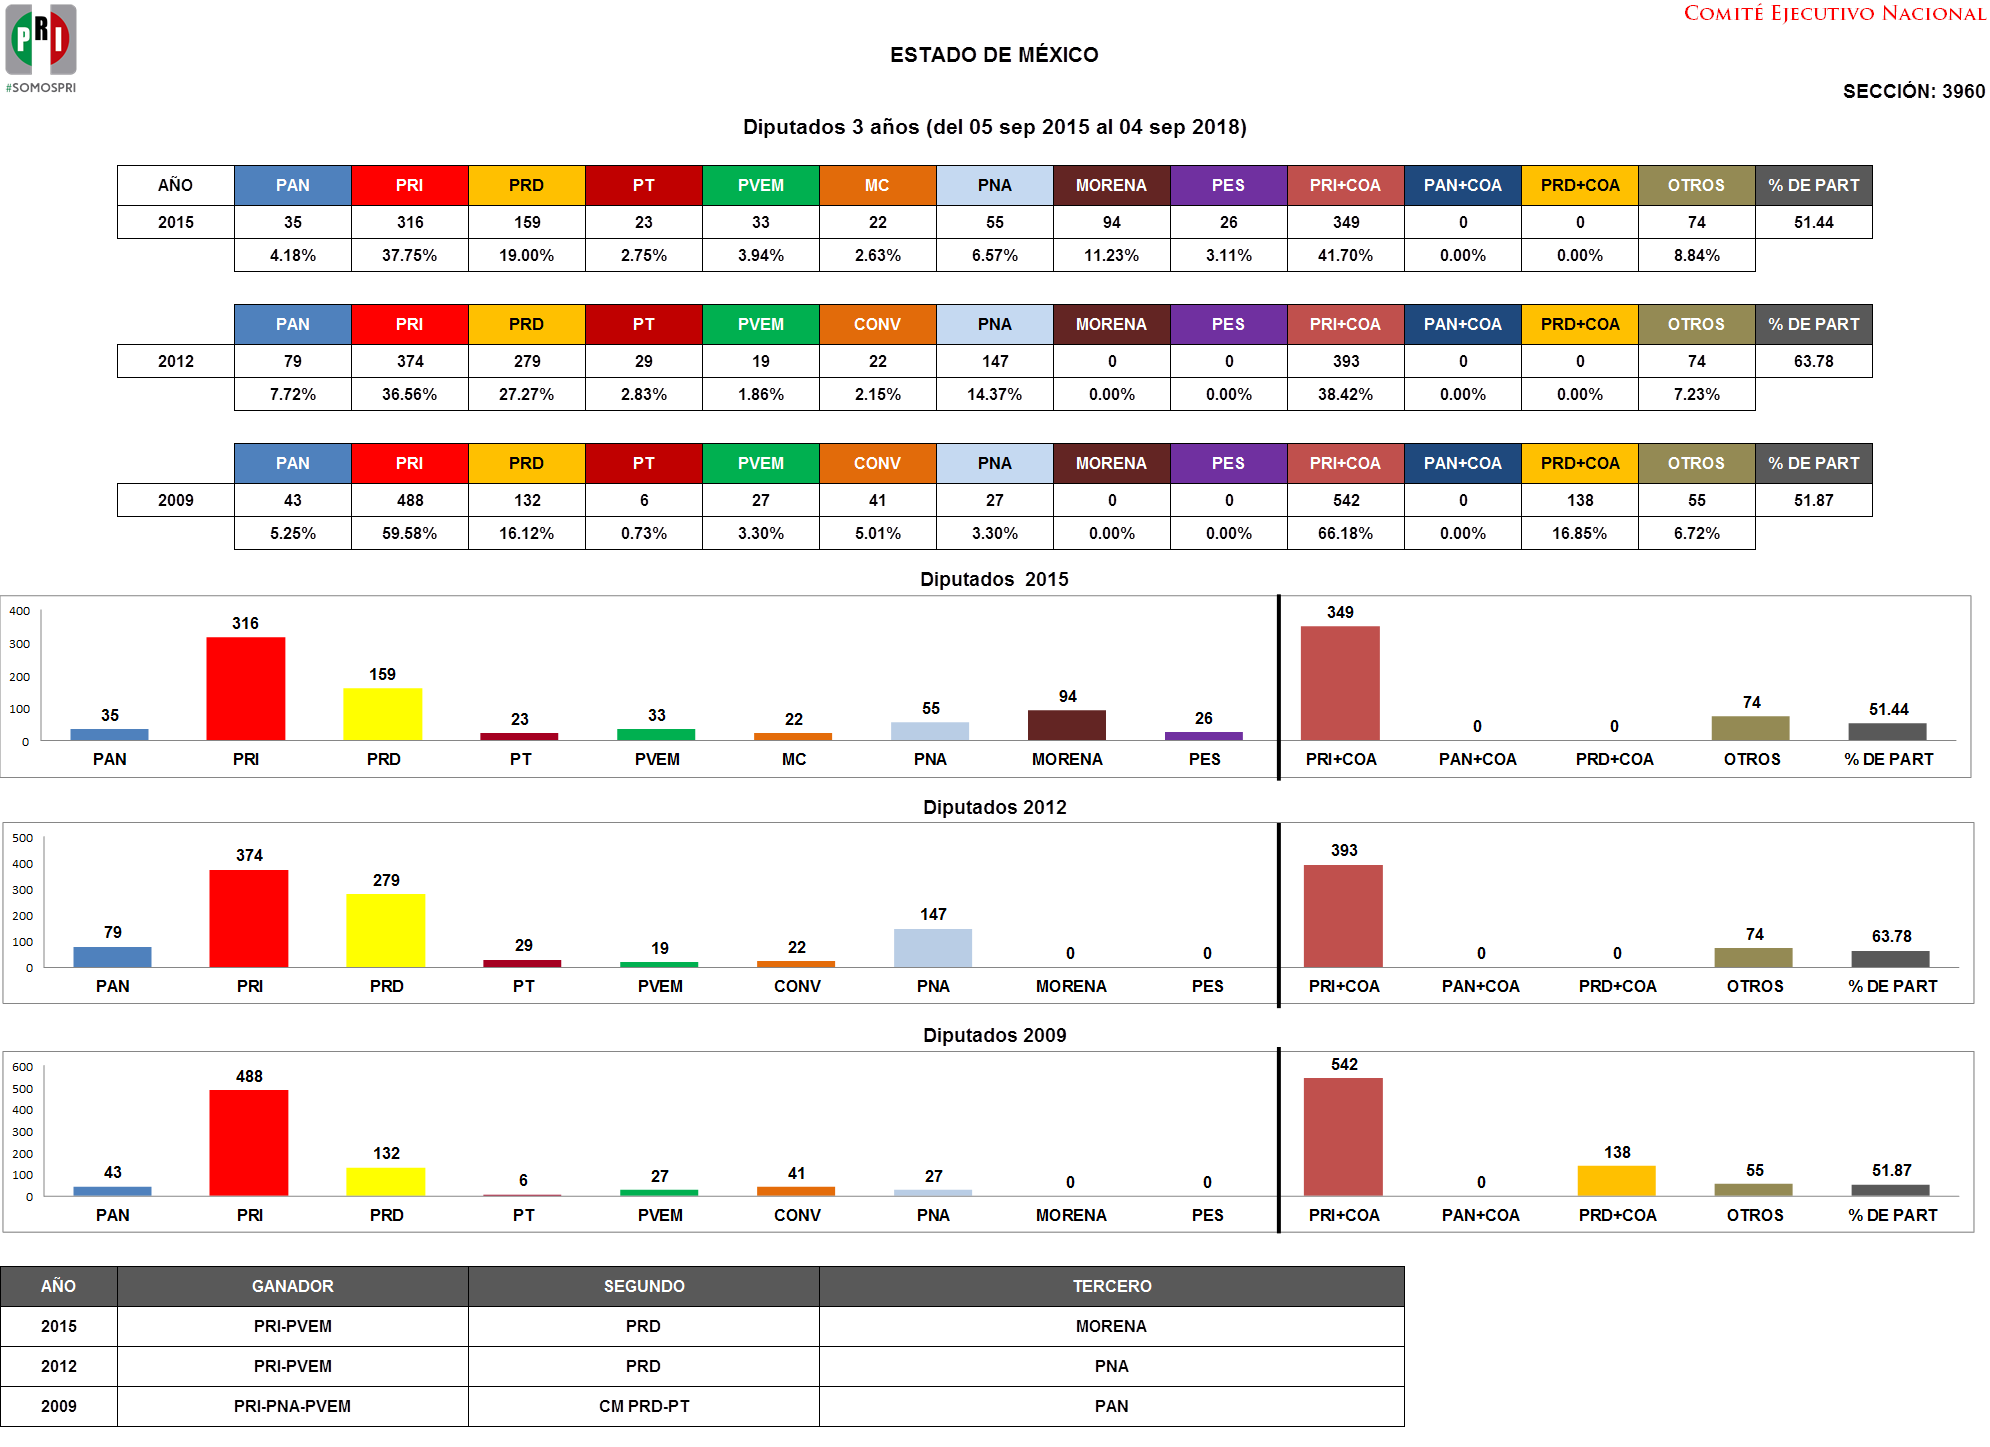 PRI
#SOMOSPRI
COMITÉ EJECUTIVO NACIONAL
ESTADO DE MÉXICO
SECCIÓN: 3960
Diputados 3 años (del 05 sep 2015 al 04 sep 2018)
AÑO PAN PRI PRD PT PVEM MC PNA MORENA PES PRI+COA PAN+COA PRD+COA OTROS % DE PART
2015 35 316 159 23 33 22 55 94 26 349 0 0 74 51.44
4.18% 37.75% 19.00% 2.75% 3.94% 2.63% 6.57% 11.23% 3.11% 41.70% 0.00% 0.00% 8.84%
PAN PRI PRD PT PVEM CONV PNA MORENA PES PRI+COA PAN+COA PRD+COA OTROS % DE PART
2012 79 374 279 29 19 22 147 0 0 393 0 0 74 63.78
7.72% 36.56% 27.27% 2.83% 1.86% 2.15% 14.37% 0.00% 0.00% 38.42% 0.00% 0.00% 7.23%
PAN PRI PRD PT PVEM CONV PNA MORENA PES PRI+COA PAN+COA PRD+COA OTROS % DE PART
2009 43 488 132 6 27 41 27 0 0 542 0 138 55 51.87
5.25% 59.58% 16.12% 0.73% 3.30% 5.01% 3.30% 0.00% 0.00% 66.18% 0.00% 16.85% 6.72%
Diputados 2015
400
300
200
100
0
35 316 159 23 33 22 55 94 26 349 0 0 74 51.44
PAN PRI PRD PT PVEM MC PNA MORENA PES PRI+COA PAN+COA PRD+COA OTROS % DE PART
Diputados 2012
500
400
300
200
100
0
79 374 279 29 19 22 147 0 0 393 0 0 74 63.78
PAN PRI PRD PT PVEM CONV PNA MORENA PES PRI+COA PAN+COA PRD+COA OTROS % DE PART
Diputados 2009
600
500
400
300
200
100
0
43 488 132 6 27 41 27 0 0 542 0 138 55 51.87
PAN PRI PRD PT PVEM CONV PNA MORENA PES PRI+COA PAN+COA PRD+COA OTROS % DE PART
AÑO GANADOR SEGUNDO TERCERO
2015 PRI-PVEM PRD MORENA
2012 PRI-PVEM PRD PNA
2009 PRI-PNA-PVEM CM PRD-PT PAN